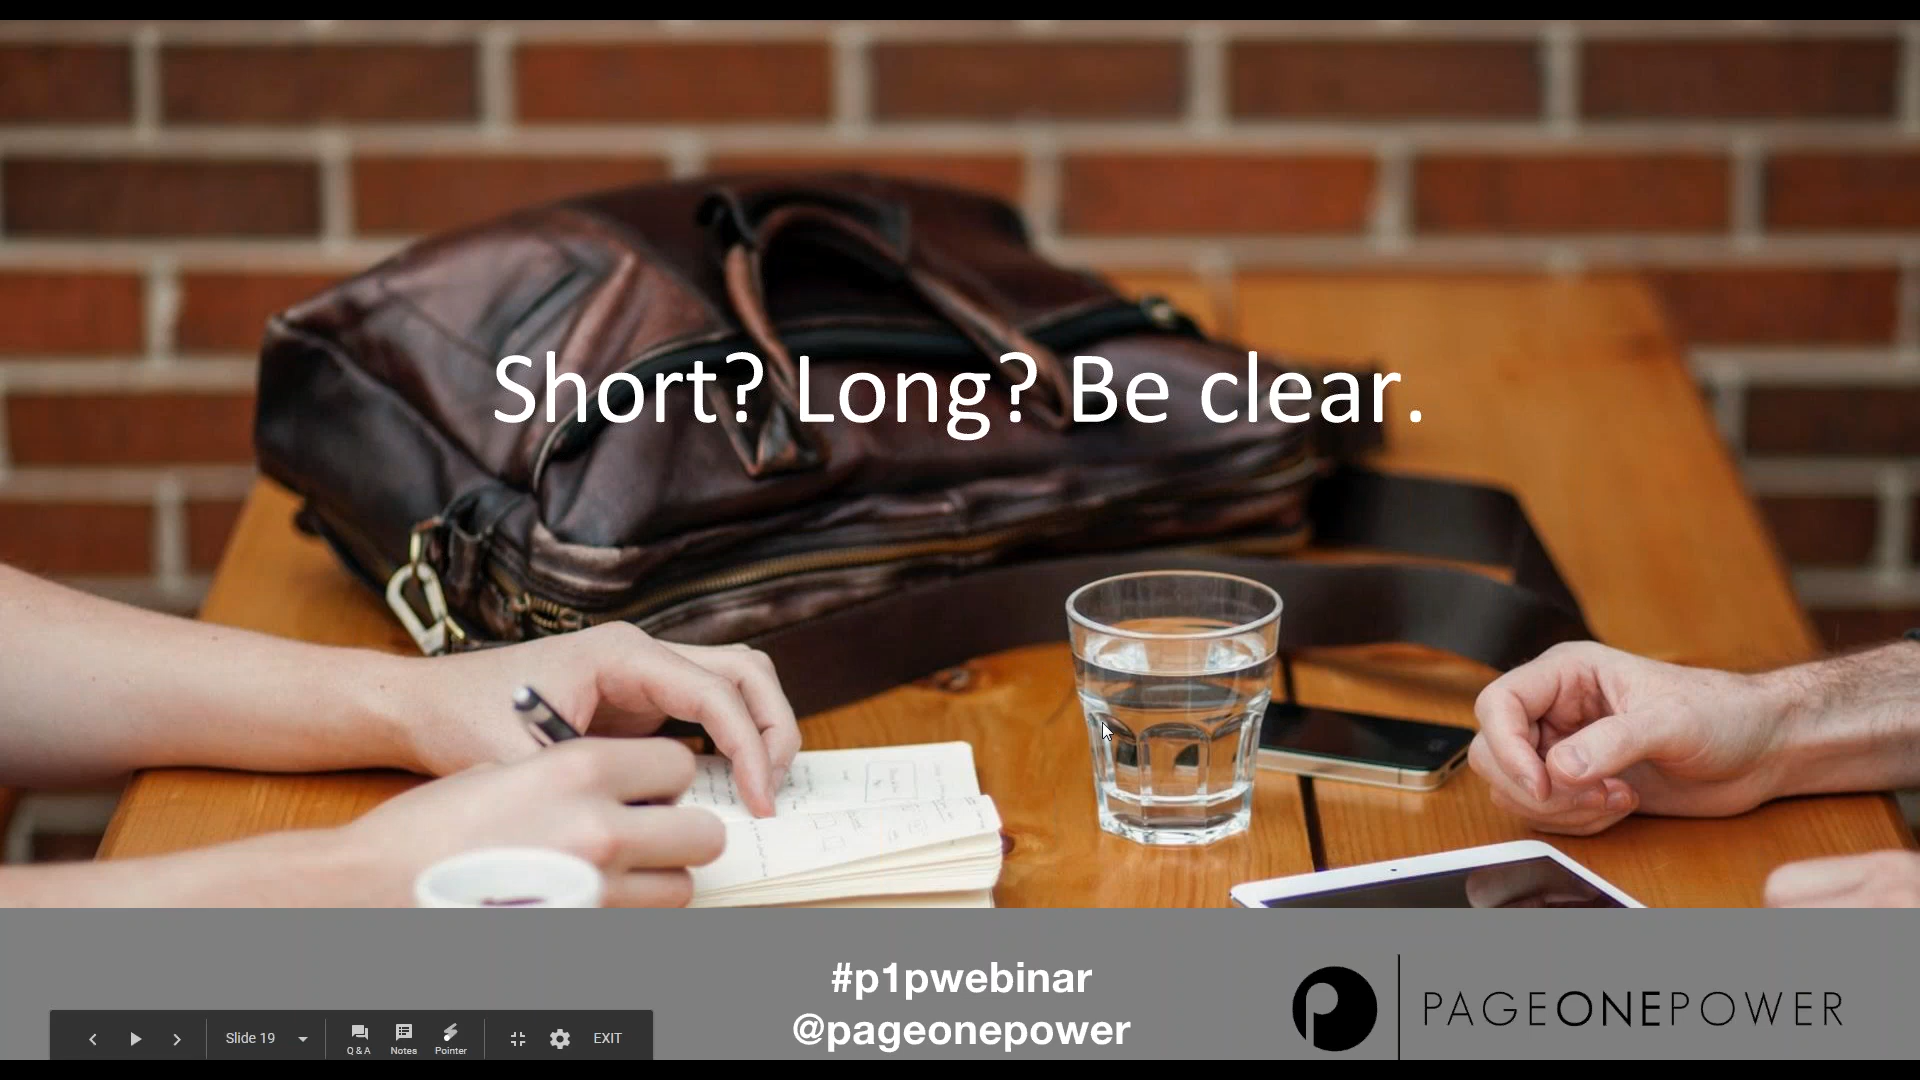 Short? Long? Be clear.
#p1pwebinar
@pageonepower
PAGEONEPOWER
Slide 19
Q & A
Notes
Pointer
EXIT